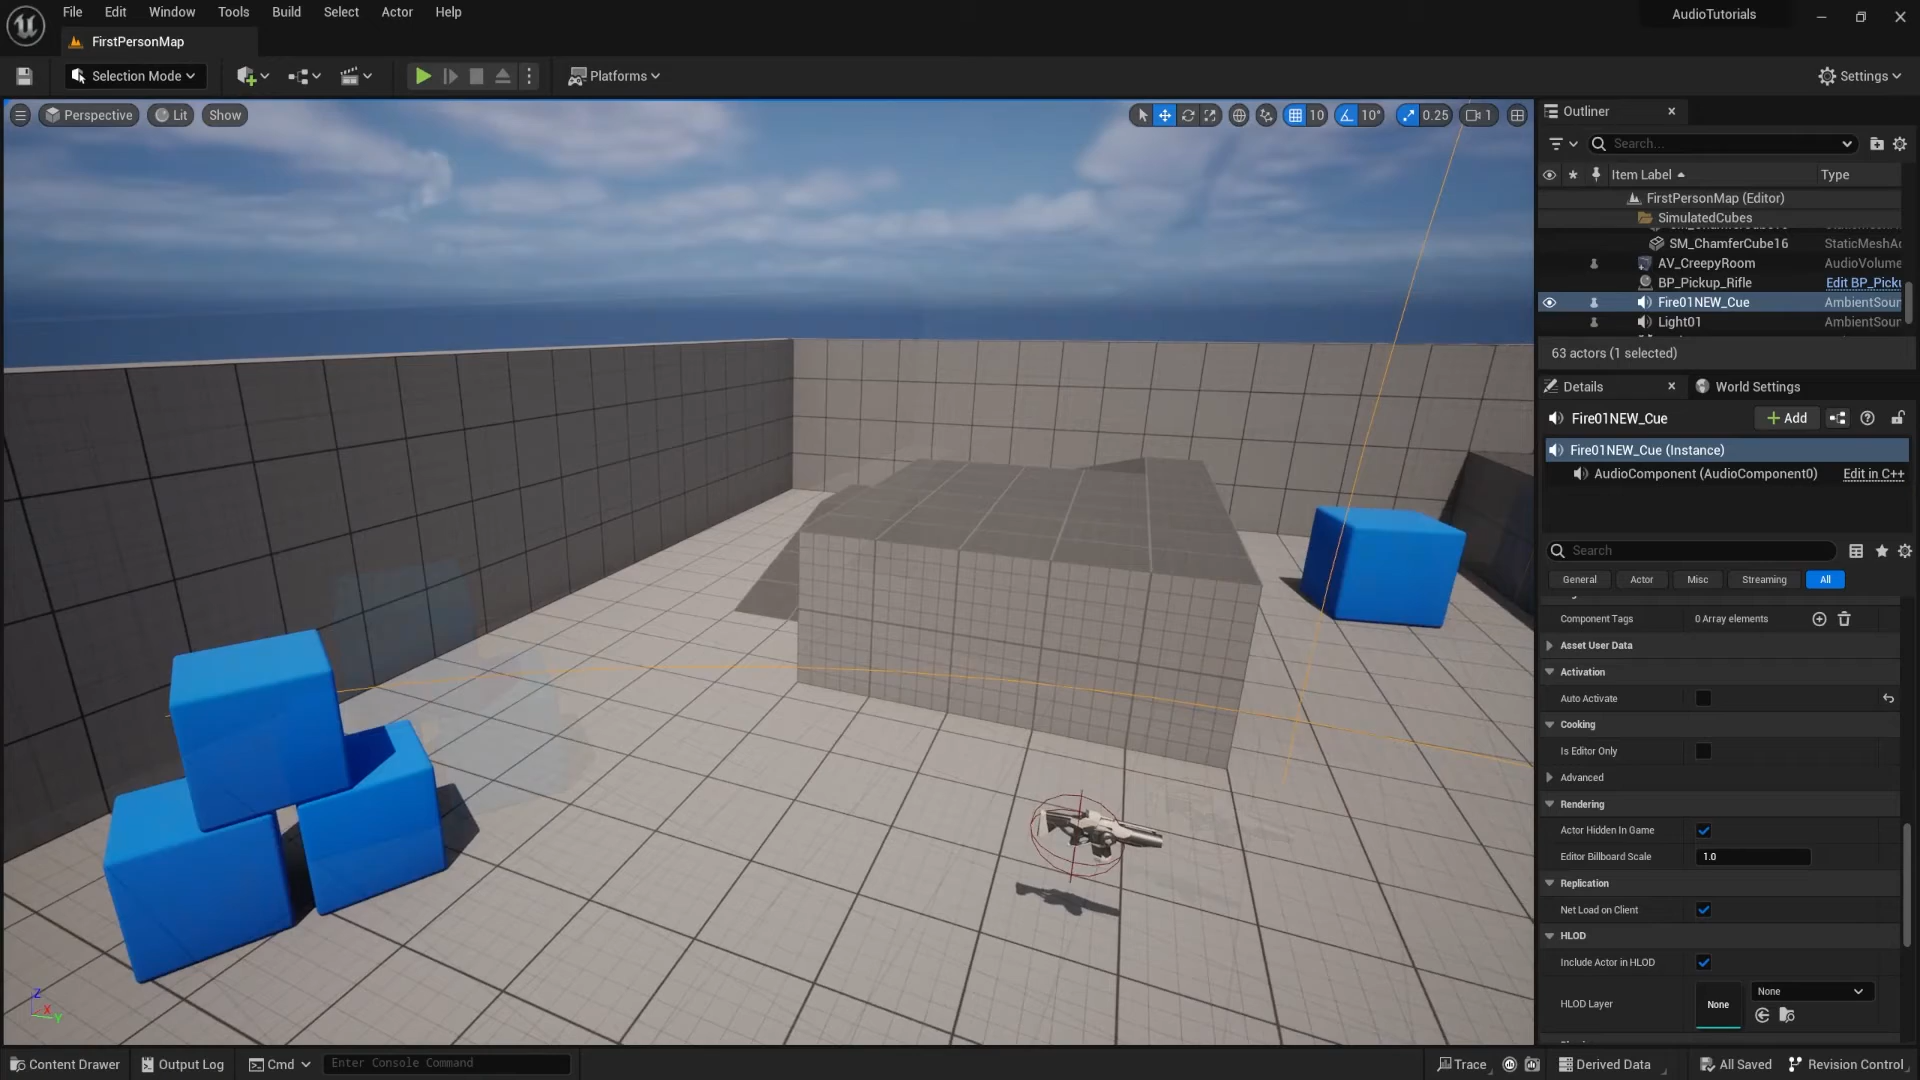 File Edit Window Tools Build Select Actor Help
AudioTutorials
FirstPersonMap
Selection Mode
Platforms
Settings
Perspective Lit Show
10 10° 0.25 1
Outliner
Search...
Item Label Type
FirstPersonMap (Editor)
SimulatedCubes
SM_ChamferCube16 StaticMeshAc
AV_CreepyRoom AudioVolume
BP_Pickup_Rifle Edit BP_Picku
Fire01NEW_Cue AmbientSour
Light01 AmbientSour
63 actors (1 selected)
Details World Settings
Fire01NEW_Cue Add
Fire01NEW_Cue (Instance)
AudioComponent (AudioComponent0) Edit in C++
Search
General Actor Misc Streaming All
Component Tags 0 Array elements
Asset User Data
Activation
Auto Activate
Cooking
Is Editor Only
Advanced
Rendering
Actor Hidden In Game
Editor Billboard Scale 1.0
Replication
Net Load on Client
HLOD
Include Actor in HLOD
HLOD Layer None None
Z
X
Y
Content Drawer Output Log Cmd Enter Console Command
Trace Derived Data All Saved Revision Control